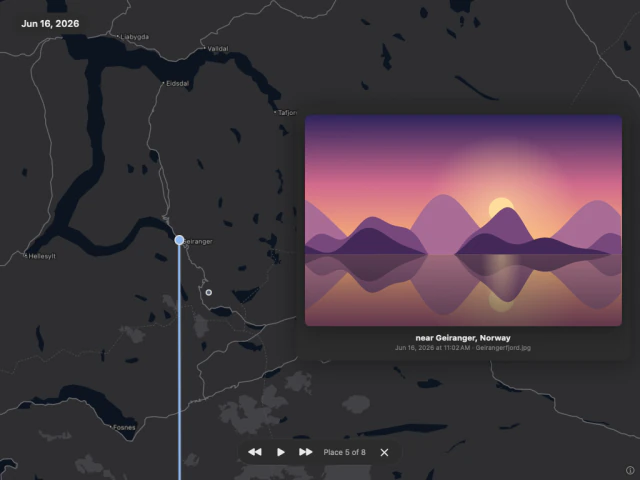 Jun 16, 2026
Liabygda
Valldal
Eidsdal
Tafjor
Geiranger
Hellesylt
near Geiranger, Norway
Jun 16, 2026 at 11:02 AM · Geirangerfjord.jpg
Fosnes
Place 5 of 8